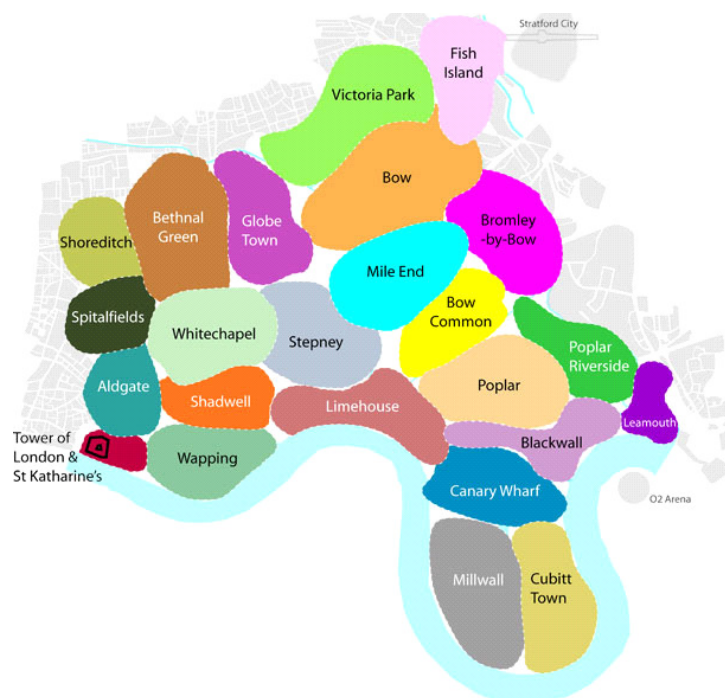 Stratford City
Fish
Island
Victoria Park
Bow
Bethnal
Green
Globe
Town
Bromley
-by-Bow
Shoreditch
Mile End
Spitalfields
Whitechapel
Stepney
Bow
Common
Poplar
Riverside
Aldgate
Shadwell
Limehouse
Poplar
Leamouth
Tower of
London &
St Katharine's
Wapping
Blackwall
Canary Wharf
O2 Arena
Millwall
Cubitt
Town